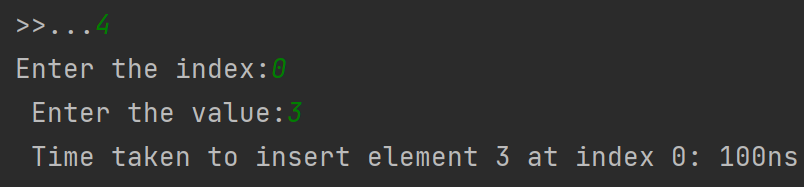 >>...4
Enter the index:0
Enter the value:3
Time taken to insert element 3 at index 0: 100ns